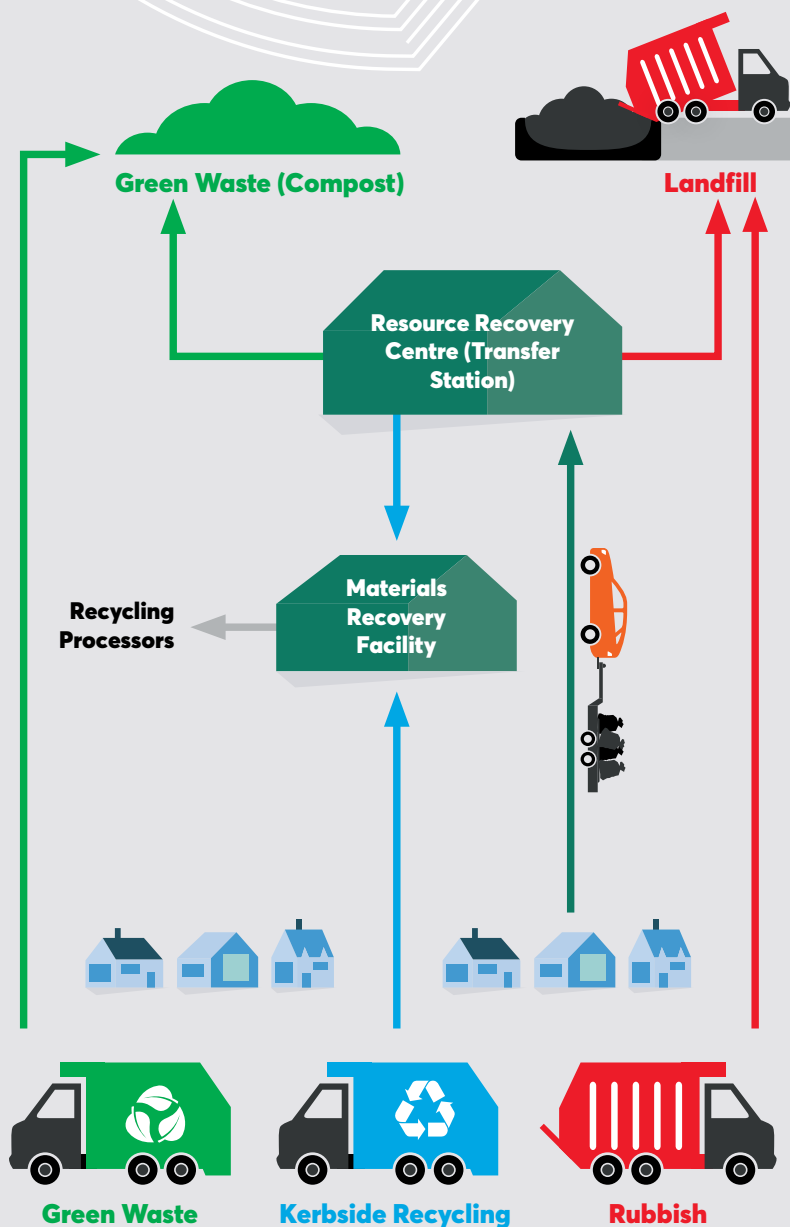 Green Waste (Compost)
Landfill
Resource Recovery
Centre (Transfer
Station)
Materials
Recovery
Facility
Recycling
Processors
Green Waste
Kerbside Recycling
Rubbish